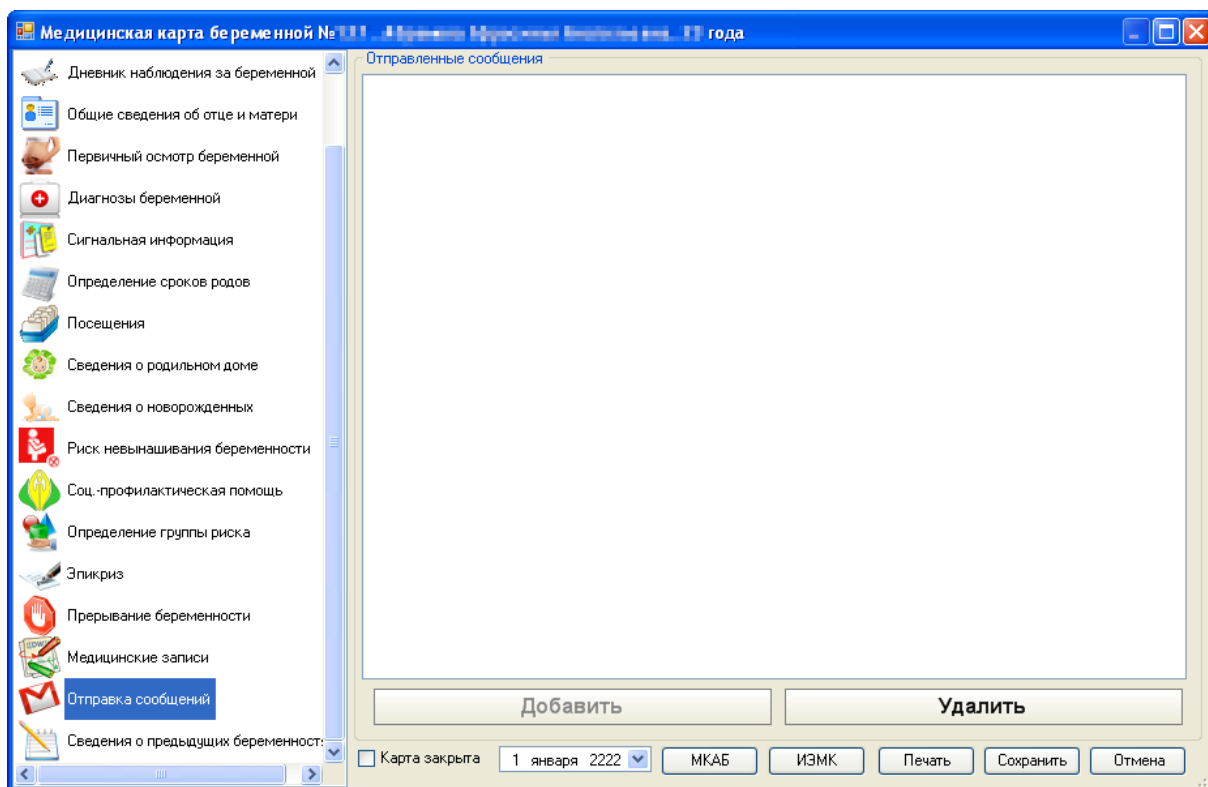 Медицинская карта беременной № года
Дневник наблюдения за беременной
Общие сведения об отце и матери
Первичный осмотр беременной
Диагнозы беременной
Сигнальная информация
Определение сроков родов
Посещения
Сведения о родильном доме
Сведения о новорожденных
Риск невынашивания беременности
Соц.-профилактическая помощь
Определение группы риска
Эпикриз
Прерывание беременности
Медицинские записи
Отправка сообщений
Сведения о предыдущих беременност
Отправленные сообщения
Добавить Удалить
Карта закрыта 1 января 2222 МКАБ ИЭМК Печать Сохранить Отмена